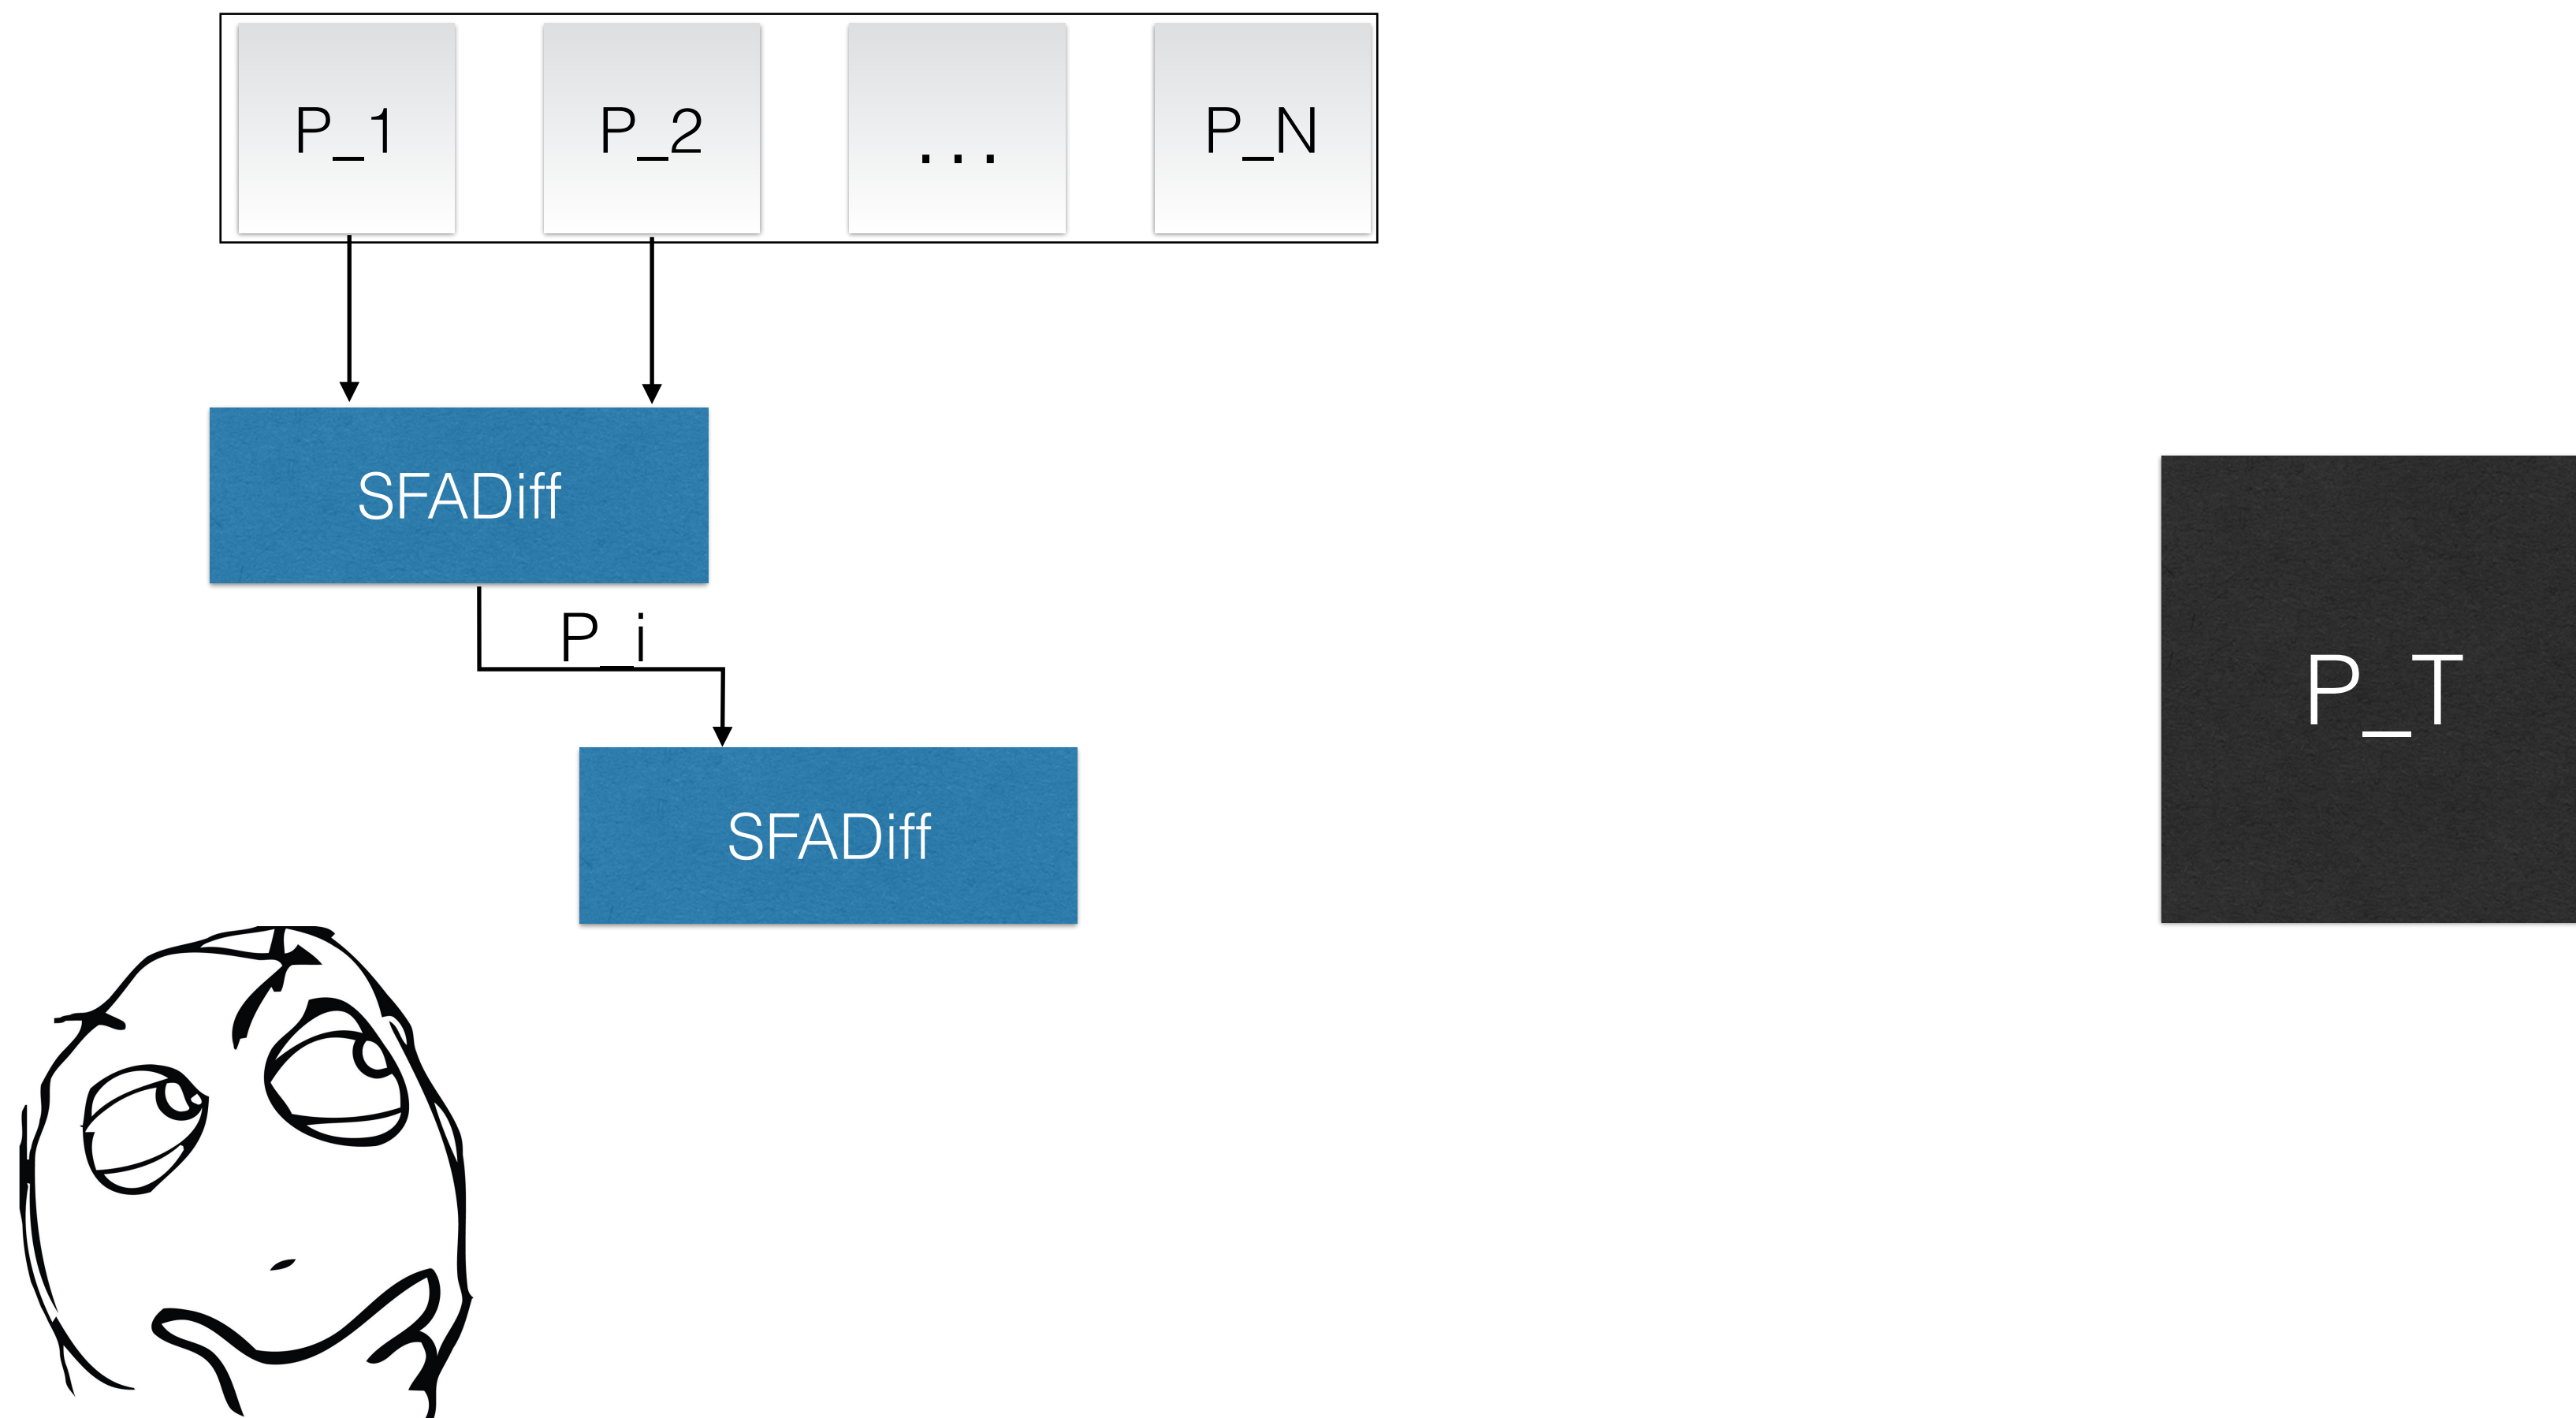 P_1
P_2
...
P_N
SFADiff
P_i
SFADiff
P_T